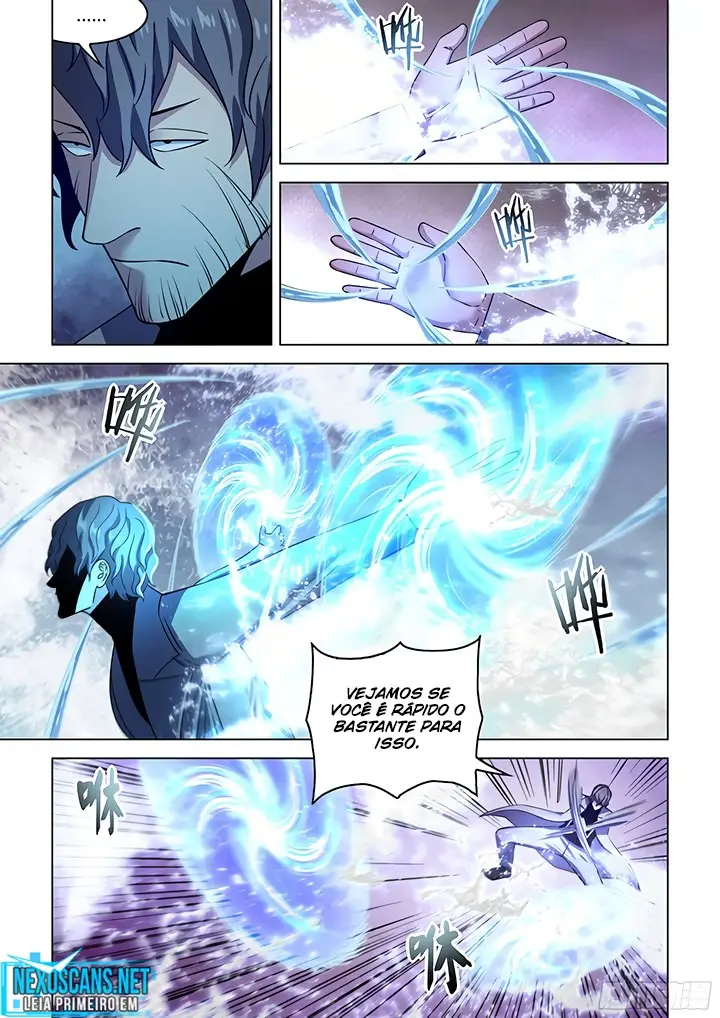 ......
哗
哗
哗
哗
VEJAMOS SE
VOCÊ É RÁPIDO O
BASTANTE PARA
ISSO.
咻
咻
NEXOSCANS.NET
LEIA PRIMEIRO EM